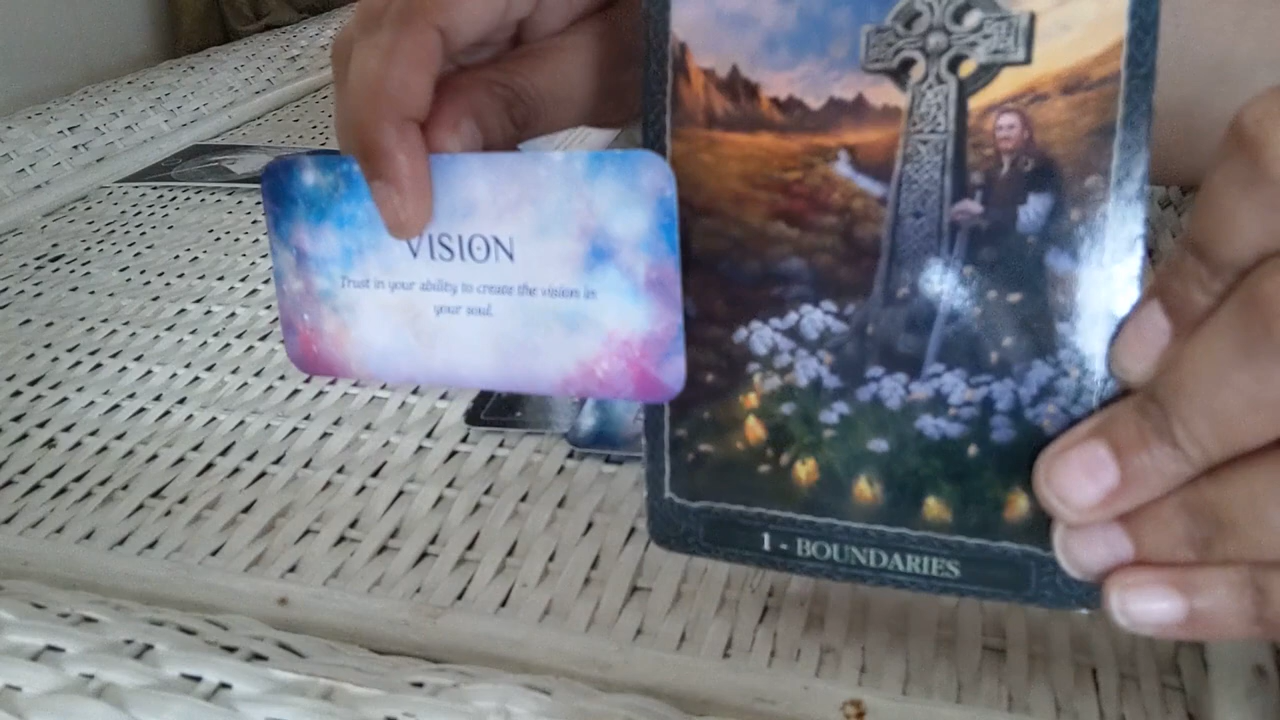 VISION
Trust in your ability to create the vision in
your soul.
1 - BOUNDARIES